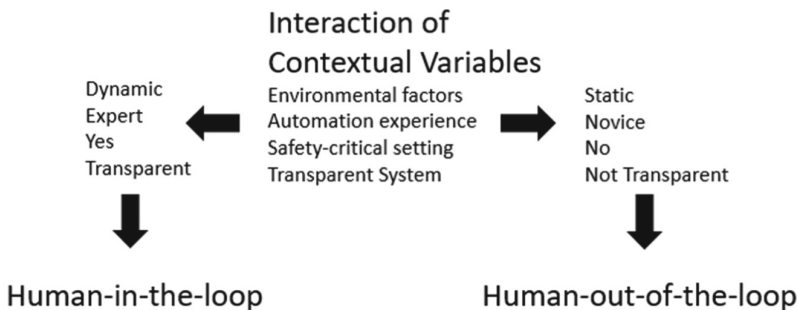 Interaction of
Contextual Variables
Dynamic
Expert
Yes
Transparent
Environmental factors
Automation experience
Safety-critical setting
Transparent System
Static
Novice
No
Not Transparent
Human-in-the-loop
Human-out-of-the-loop